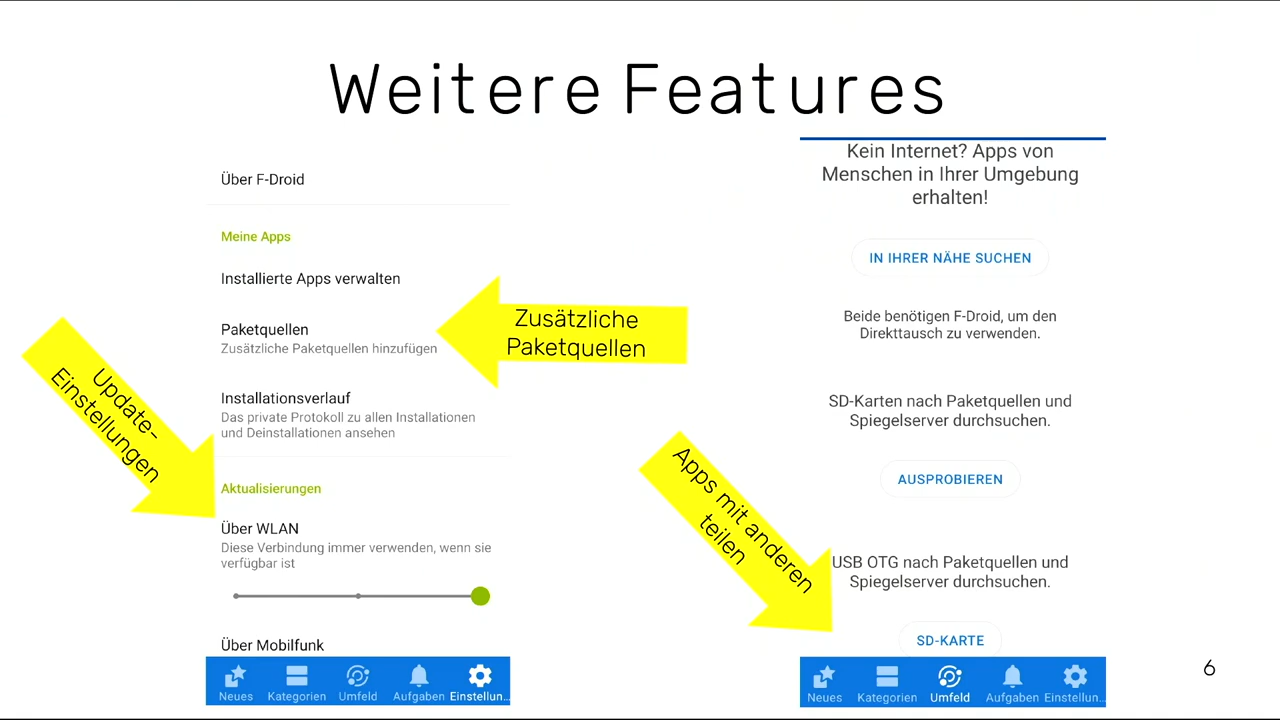 Weitere Features
Über F-Droid
Meine Apps
Installierte Apps verwalten
Paketquellen
Zusätzliche Paketquellen hinzufügen
Installationsverlauf
Das private Protokoll zu allen Installationen
und Deinstallationen ansehen
Aktualisierungen
Über WLAN
Diese Verbindung immer verwenden, wenn sie
verfügbar ist
Über Mobilfunk
Neues Kategorien Umfeld Aufgaben Einstellun...
Update-
Einstellungen
Zusätzliche
Paketquellen
Kein Internet? Apps von
Menschen in Ihrer Umgebung
erhalten!
IN IHRER NÄHE SUCHEN
Beide benötigen F-Droid, um den
Direkttausch zu verwenden.
SD-Karten nach Paketquellen und
Spiegelserver durchsuchen.
AUSPROBIEREN
USB OTG nach Paketquellen und
Spiegelserver durchsuchen.
SD-KARTE
Neues Kategorien Umfeld Aufgaben Einstellun...
Apps mit anderen
teilen
6